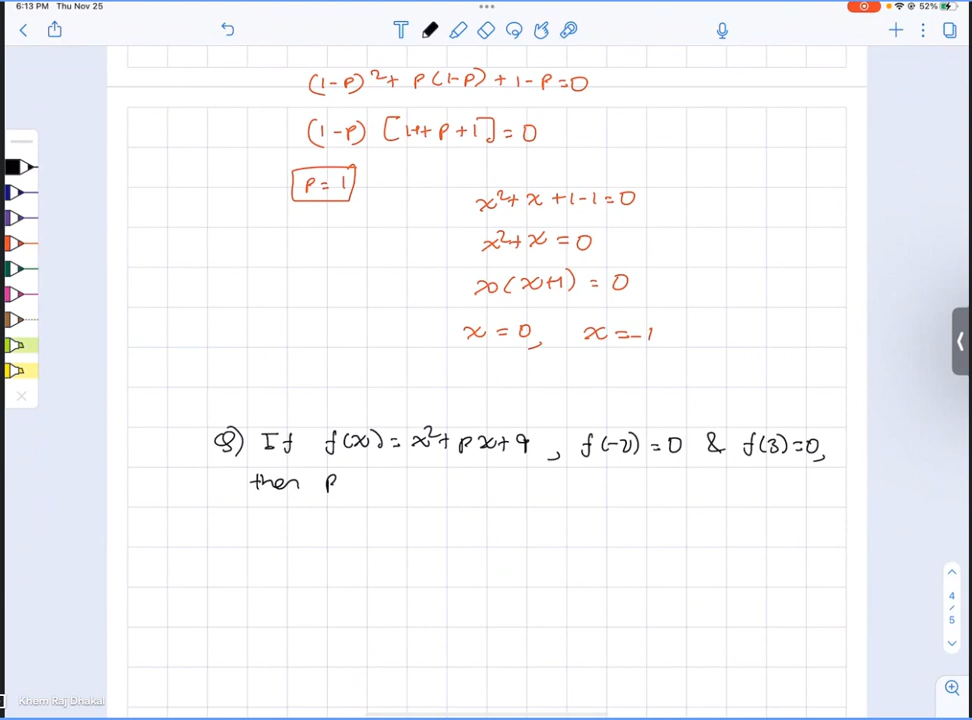 6:13 PM Thu Nov 25
52%
(1-p)²+ p(1-p) + 1-p=0
(1-p) [1+ p+1] = 0
P = 1
x²+ x +1-1=0
x²+x = 0
x(x+1) = 0
x = 0, x = -1
Q) If f(x) = x²+ px+q , f(-2) = 0 & f(3)=0,
then P
4
/
5
Khem Raj Dhakal